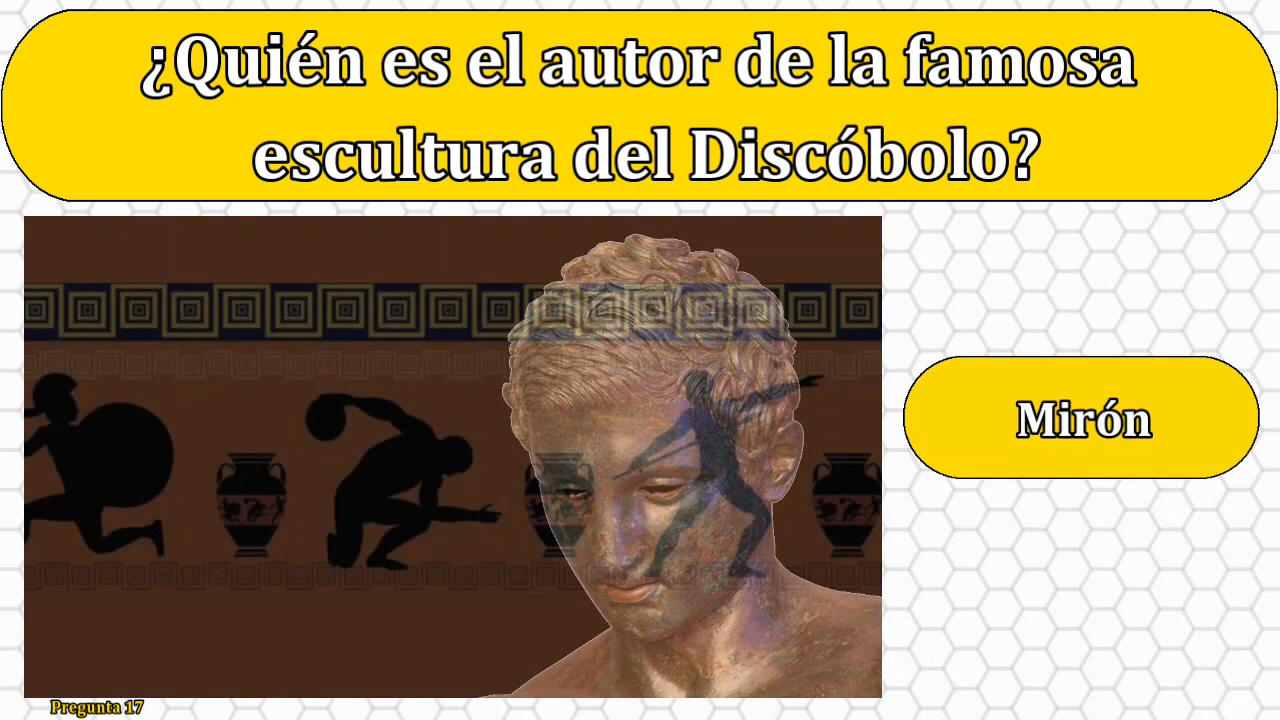 ¿Quién es el autor de la famosa
escultura del Discóbolo?
Mirón
Pregunta 17